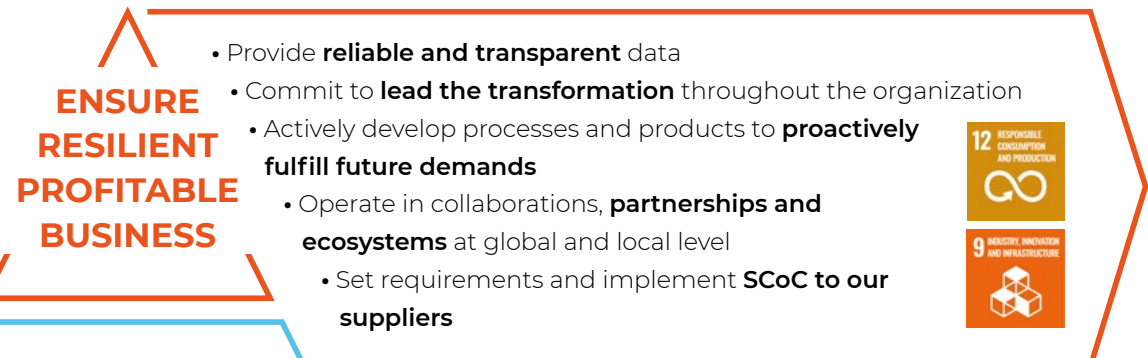 ENSURE
RESILIENT
PROFITABLE
BUSINESS
• Provide reliable and transparent data
• Commit to lead the transformation throughout the organization
• Actively develop processes and products to proactively
fulfill future demands
• Operate in collaborations, partnerships and
ecosystems at global and local level
• Set requirements and implement SCoC to our
suppliers
12 RESPONSIBLE
CONSUMPTION
AND PRODUCTION
9 INDUSTRY, INNOVATION
AND INFRASTRUCTURE